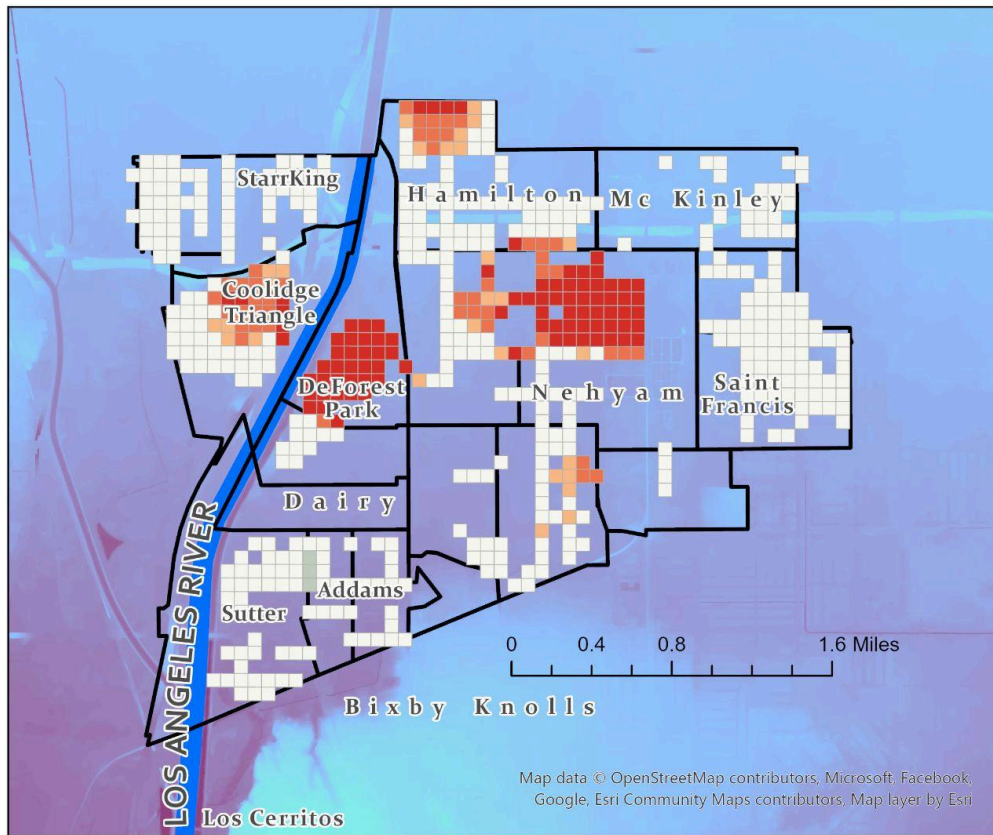 StarrKing
Hamilton
Mc Kinley
Coolidge
Triangle
DeForest
Park
Nehyam
Saint
Francis
Dairy
LOS ANGELES RIVER
Addams
Sutter
0 0.4 0.8 1.6 Miles
Bixby Knolls
Map data © OpenStreetMap contributors, Microsoft, Facebook,
Google, Esri Community Maps contributors, Map layer by Esri
Los Cerritos